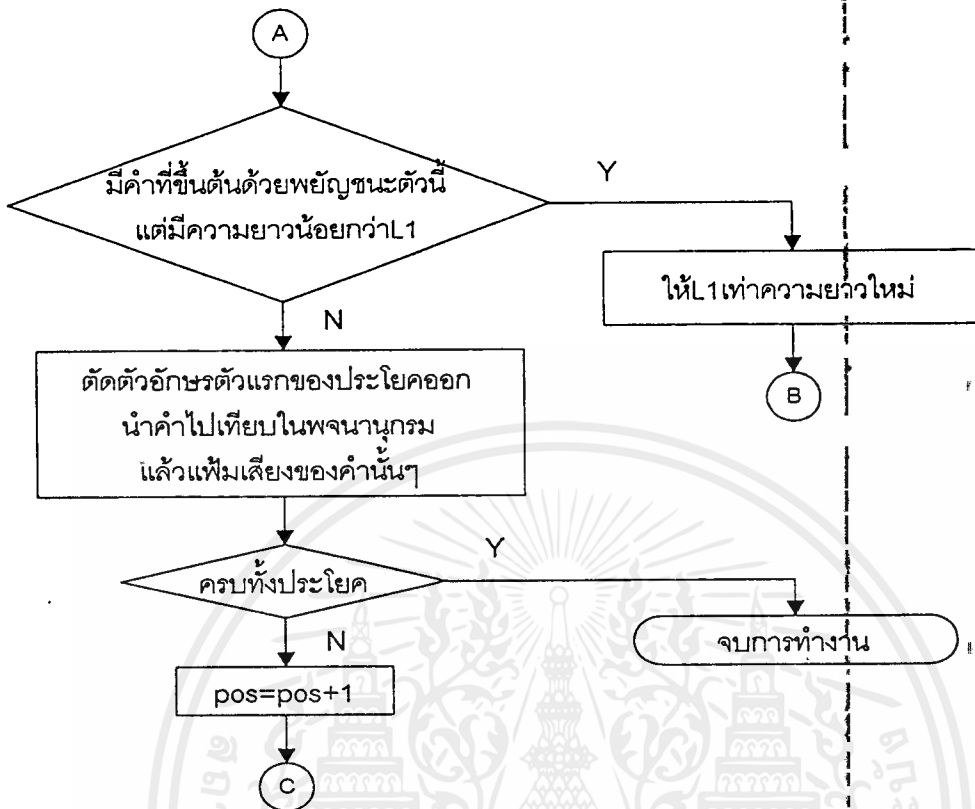 A
มีคำที่ขึ้นต้นด้วยพยัญชนะตัวนี้
แต่มีความยาวน้อยกว่าL1
Y
ให้L1เท่าความยาวใหม่
B
N
ตัดตัวอักษรตัวแรกของประโยคออก
นำคำไปเทียบในพจนานุกรม
แล้วแฟ้มเสียงของคำนั้นๆ
ครบทั้งประโยค
Y
จบการทำงาน
N
pos=pos+1
C